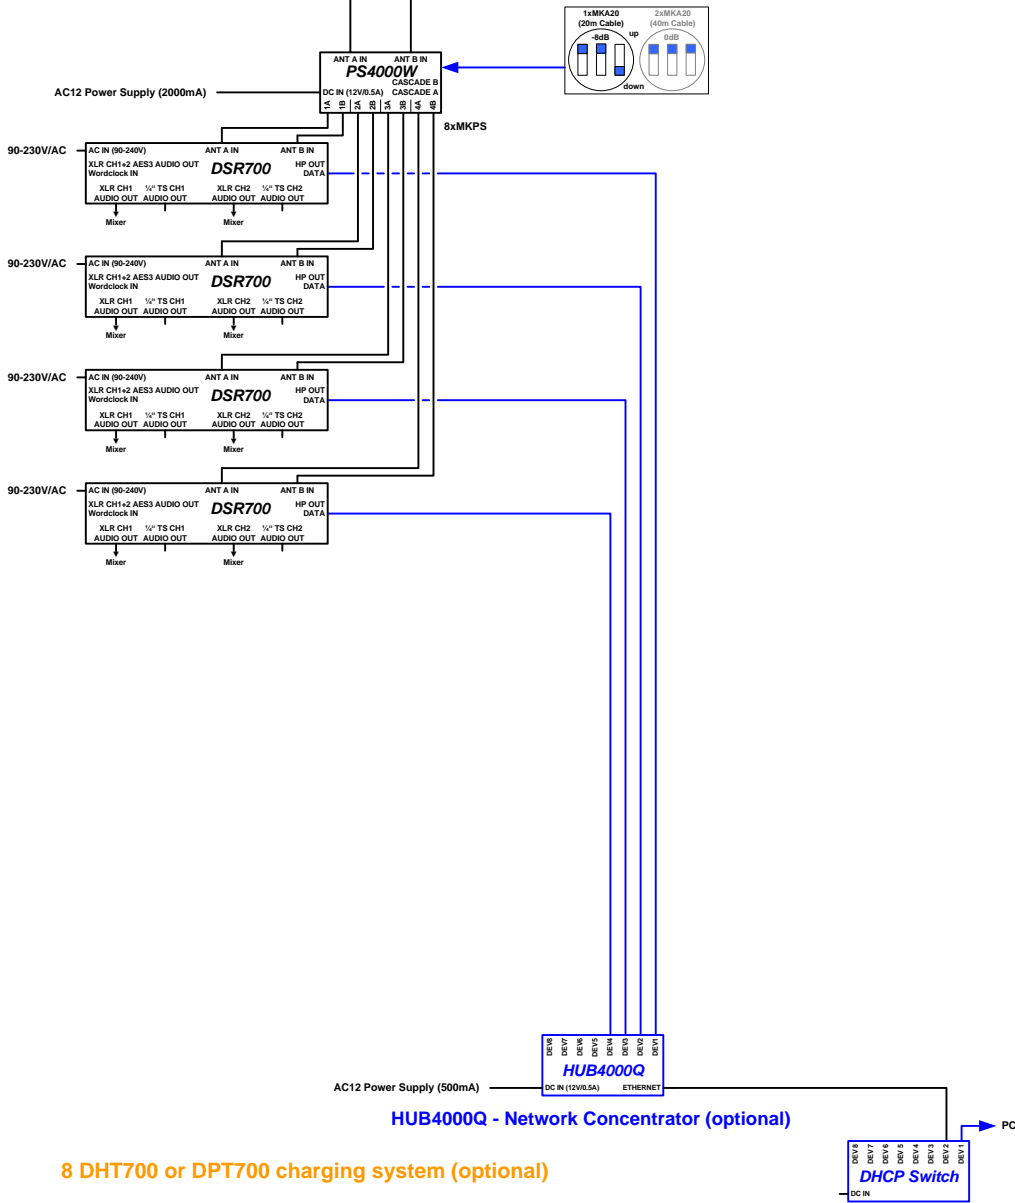 1xMKA20 2xMKA20
(20m Cable) (40m Cable)
-8dB up 0dB
down
ANT A IN ANT B IN
PS4000W
CASCADE B
DC IN (12V/0.5A) CASCADE A
1A 1B 2A 2B 3A 3B 4A 4B
AC12 Power Supply (2000mA)
8xMKPS
90-230V/AC
AC IN (90-240V) ANT A IN ANT B IN
XLR CH1+2 AES3 AUDIO OUT DSR700 HP OUT
Wordclock IN DATA
XLR CH1 ¼“ TS CH1 XLR CH2 ¼“ TS CH2
AUDIO OUT AUDIO OUT AUDIO OUT AUDIO OUT
Mixer Mixer
90-230V/AC
AC IN (90-240V) ANT A IN ANT B IN
XLR CH1+2 AES3 AUDIO OUT DSR700 HP OUT
Wordclock IN DATA
XLR CH1 ¼“ TS CH1 XLR CH2 ¼“ TS CH2
AUDIO OUT AUDIO OUT AUDIO OUT AUDIO OUT
Mixer Mixer
90-230V/AC
AC IN (90-240V) ANT A IN ANT B IN
XLR CH1+2 AES3 AUDIO OUT DSR700 HP OUT
Wordclock IN DATA
XLR CH1 ¼“ TS CH1 XLR CH2 ¼“ TS CH2
AUDIO OUT AUDIO OUT AUDIO OUT AUDIO OUT
Mixer Mixer
90-230V/AC
AC IN (90-240V) ANT A IN ANT B IN
XLR CH1+2 AES3 AUDIO OUT DSR700 HP OUT
Wordclock IN DATA
XLR CH1 ¼“ TS CH1 XLR CH2 ¼“ TS CH2
AUDIO OUT AUDIO OUT AUDIO OUT AUDIO OUT
Mixer Mixer
DEV8 DEV7 DEV6 DEV5 DEV4 DEV3 DEV2 DEV1
HUB4000Q
AC12 Power Supply (500mA)
DC IN (12V/0.5A) ETHERNET
HUB4000Q - Network Concentrator (optional)
PC
DEV 8 DEV 7 DEV 6 DEV 5 DEV 4 DEV 3 DEV 2 DEV 1
DHCP Switch
DC IN
8 DHT700 or DPT700 charging system (optional)